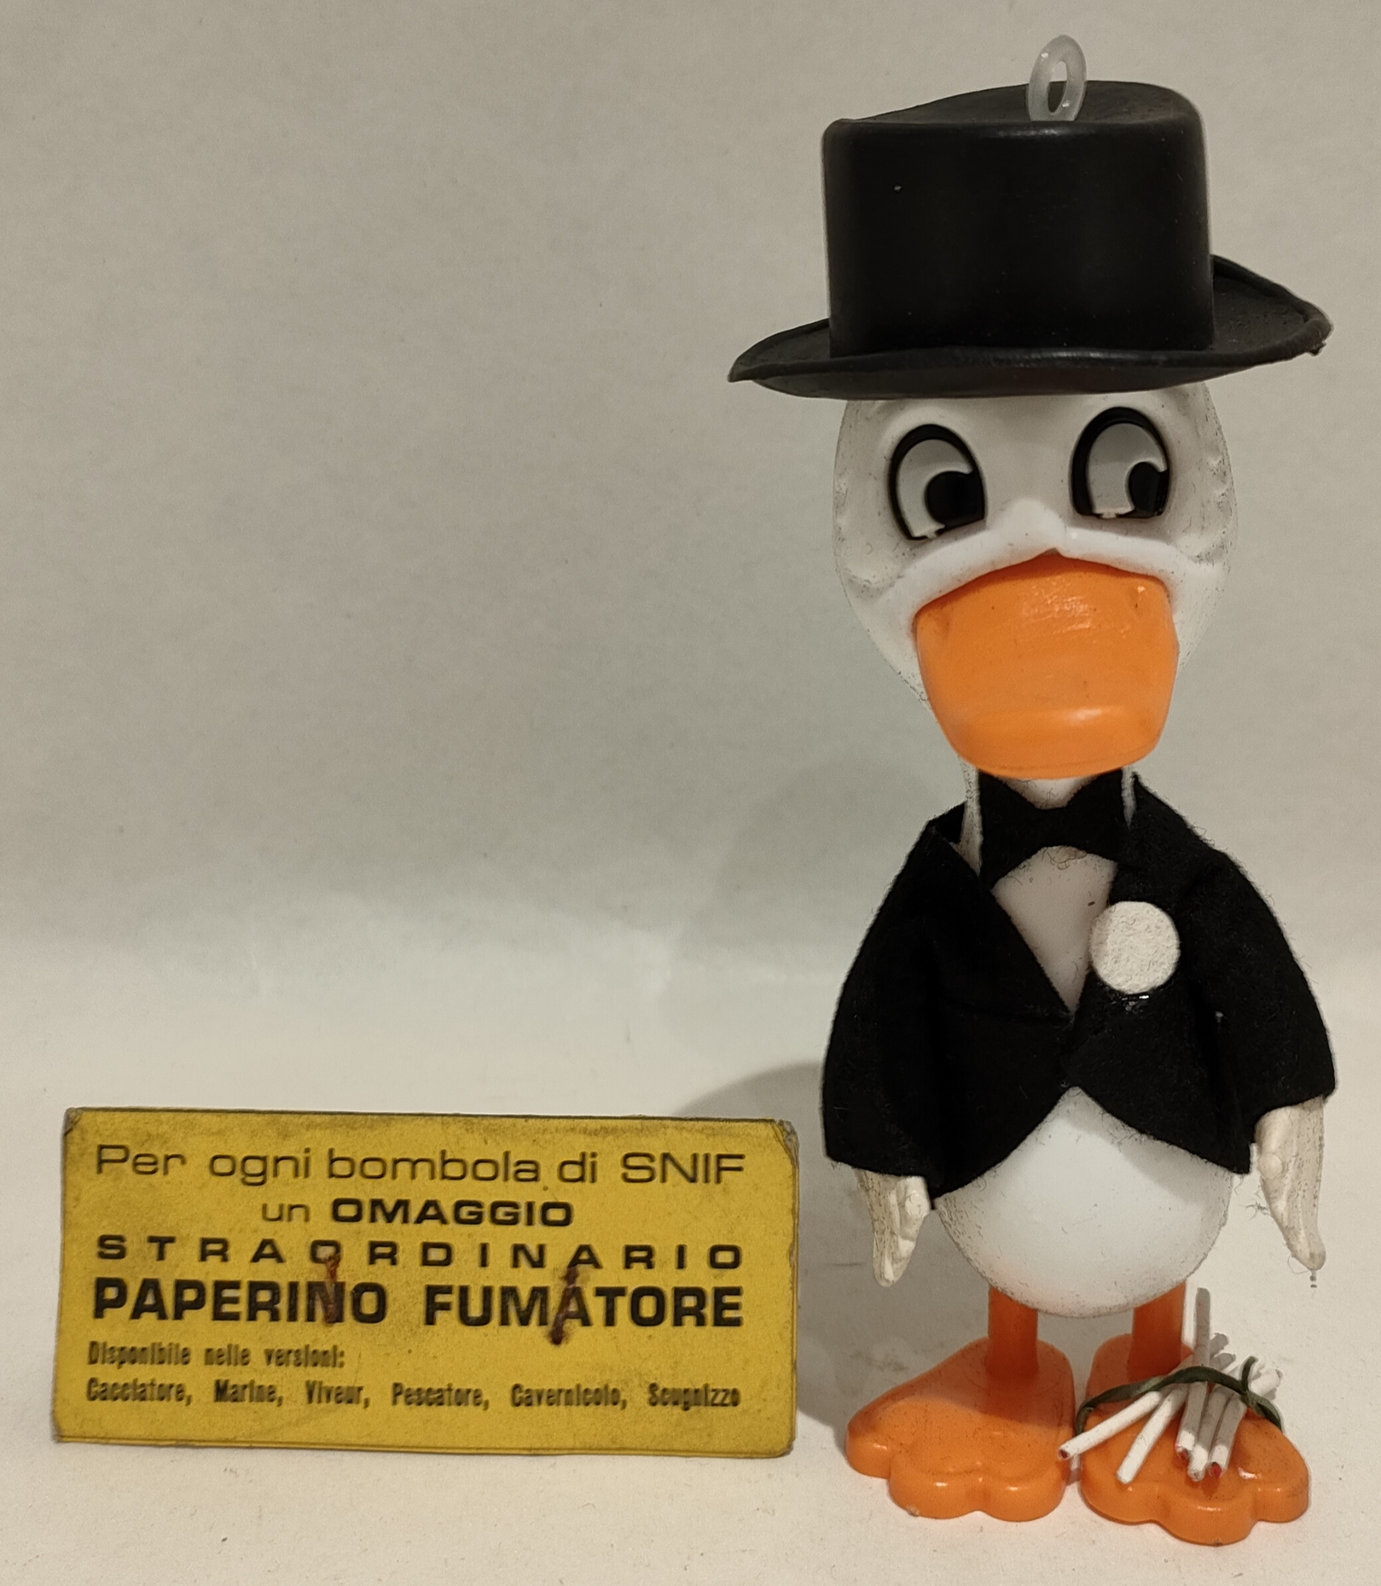 Per ogni bombola di SNIF
un OMAGGIO
STRAORDINARIO
PAPERINO FUMATORE
Disponibile nelle versioni:
Cacciatore, Marine, Viveur, Pescatore, Cavernicolo, Scugnizzo